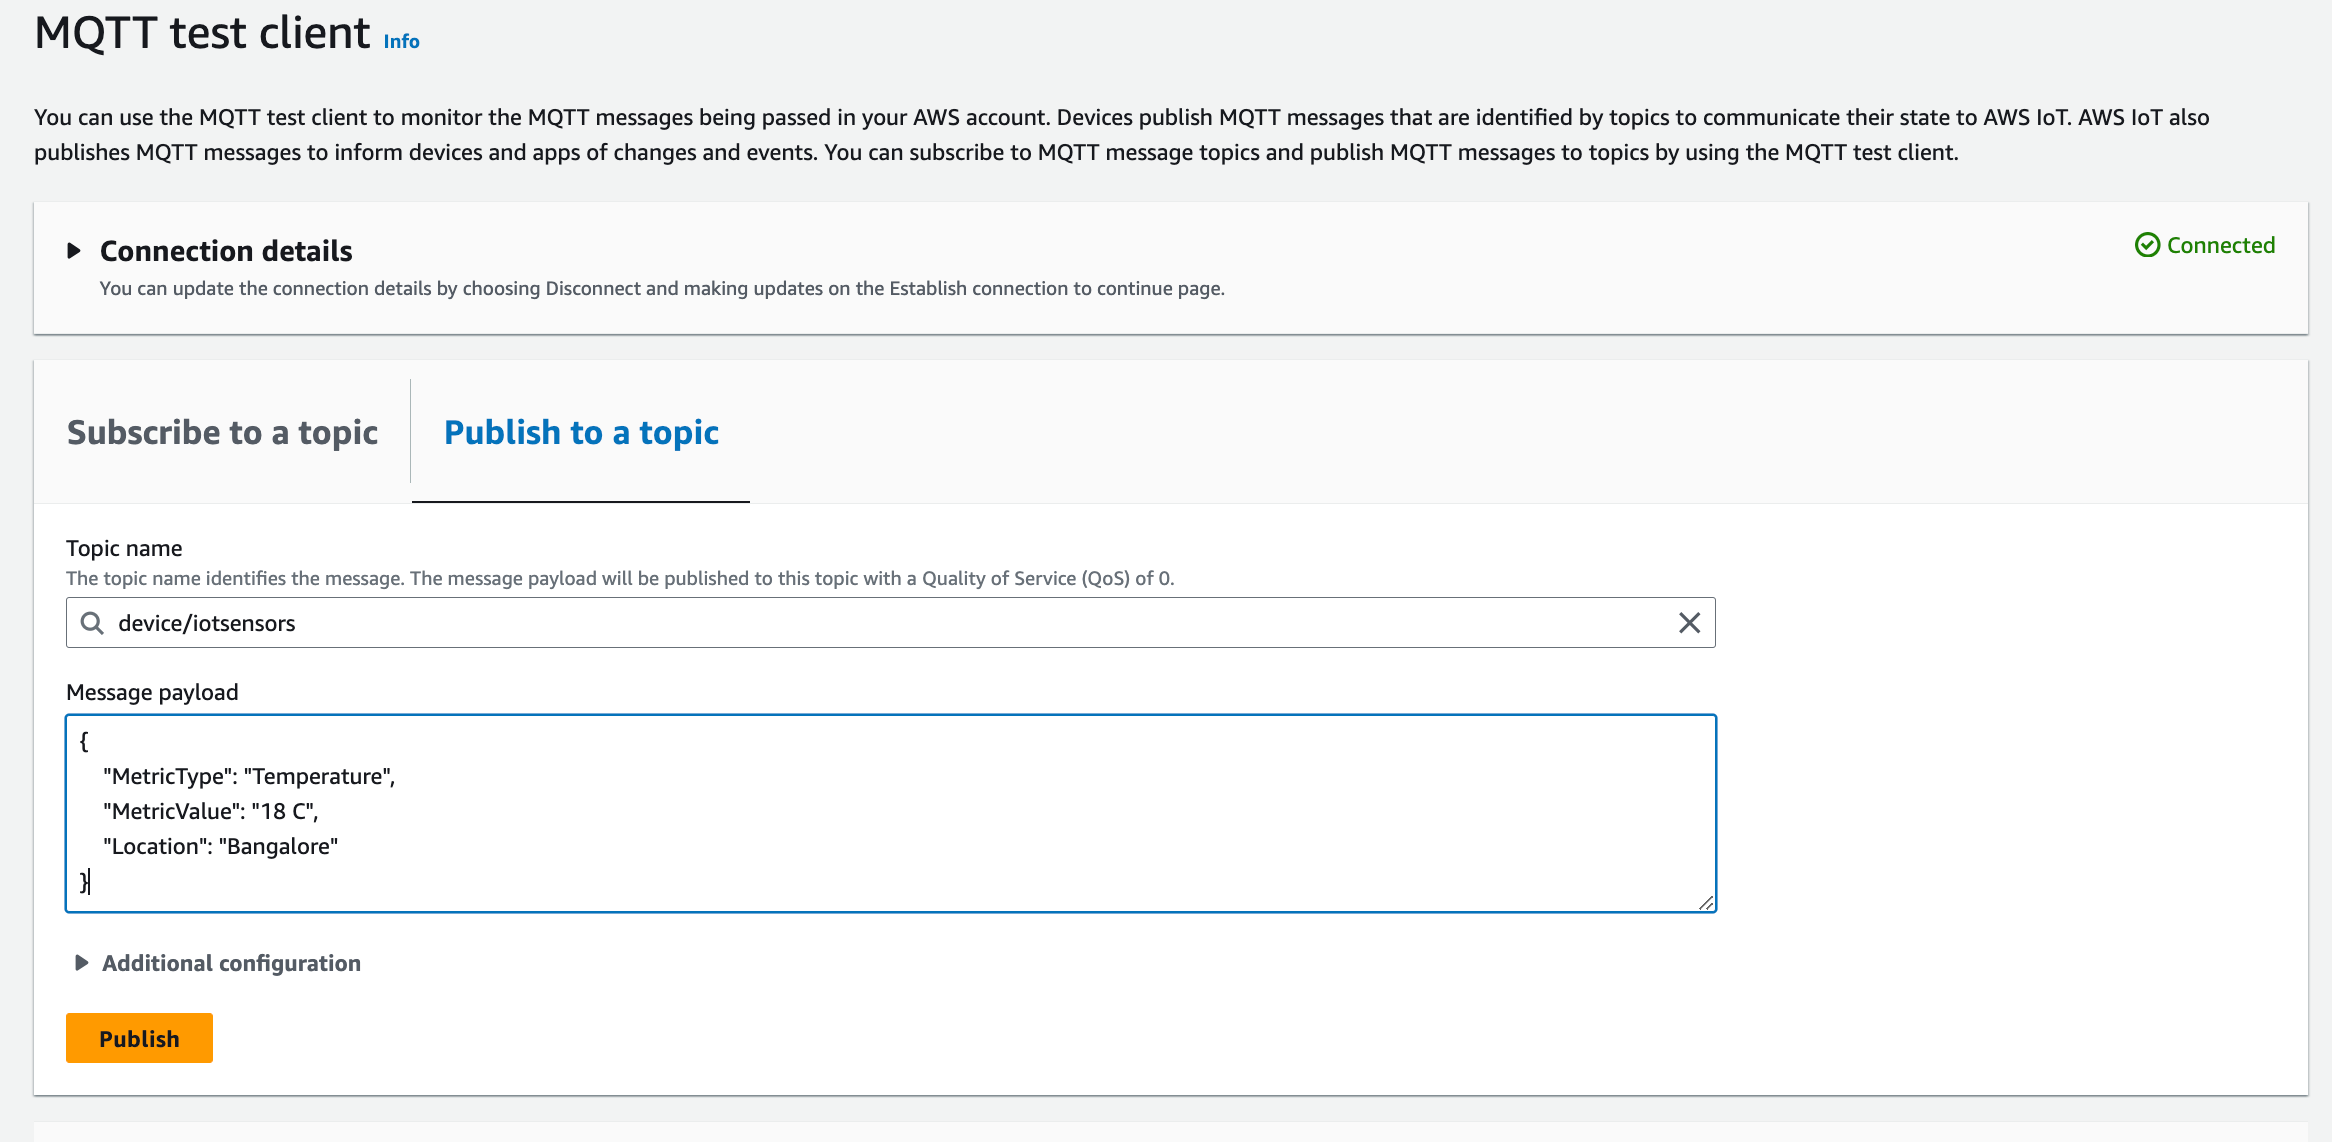 MQTT test client Info
You can use the MQTT test client to monitor the MQTT messages being passed in your AWS account. Devices publish MQTT messages that are identified by topics to communicate their state to AWS IoT. AWS IoT also
publishes MQTT messages to inform devices and apps of changes and events. You can subscribe to MQTT message topics and publish MQTT messages to topics by using the MQTT test client.
Connection details
Connected
You can update the connection details by choosing Disconnect and making updates on the Establish connection to continue page.
Subscribe to a topic
Publish to a topic
Topic name
The topic name identifies the message. The message payload will be published to this topic with a Quality of Service (QoS) of 0.
device/iotsensors
Message payload
{
"MetricType": "Temperature",
"MetricValue": "18 C",
"Location": "Bangalore"
}
Additional configuration
Publish